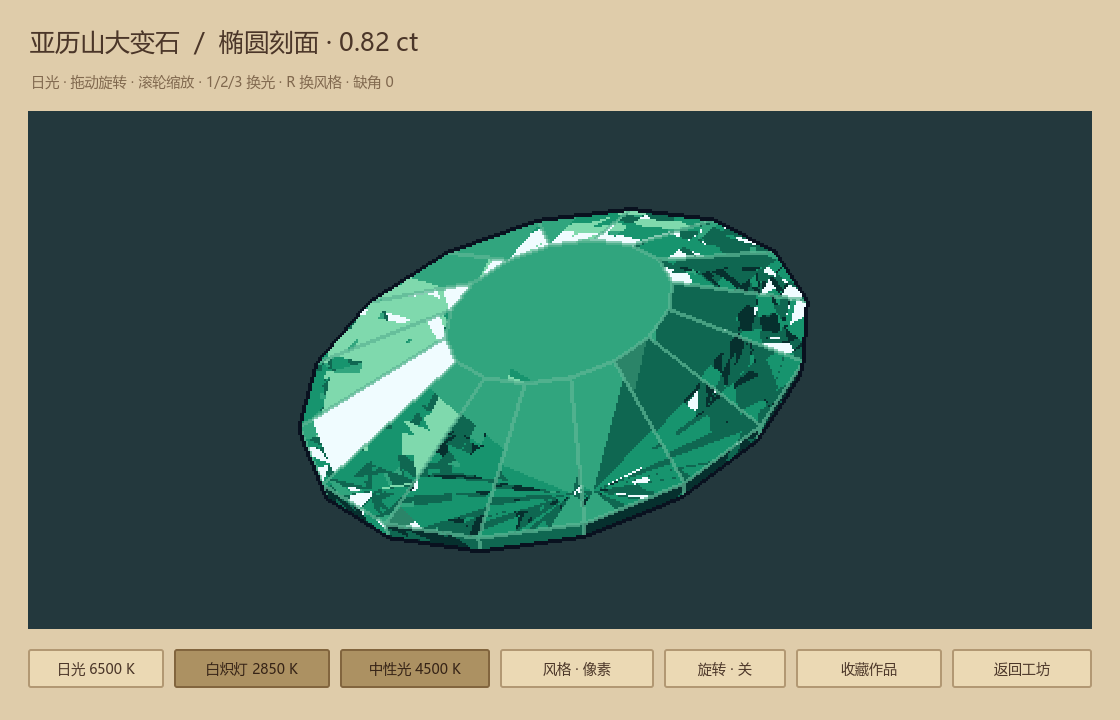 亚历山大变石 / 椭圆刻面 · 0.82 ct
日光 · 拖动旋转 · 滚轮缩放 · 1/2/3 换光 · R 换风格 · 缺角 0
日光 6500 K
白炽灯 2850 K
中性光 4500 K
风格 · 像素
旋转 · 关
收藏作品
返回工坊